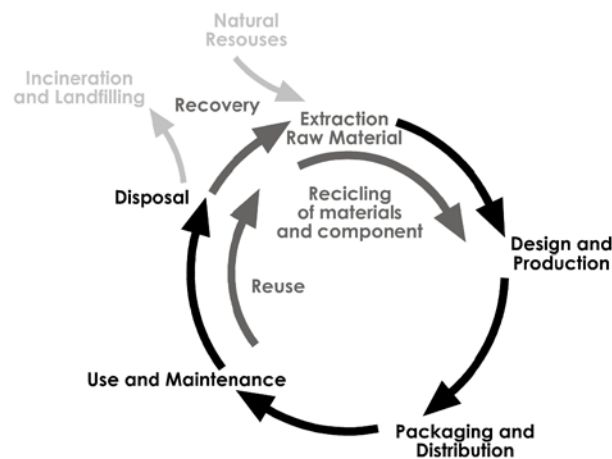 Natural
Resouses
Incineration
and Landfilling
Recovery
Extraction
Raw Material
Disposal
Recicling
of materials
and component
Design and
Production
Reuse
Use and Maintenance
Packaging and
Distribution